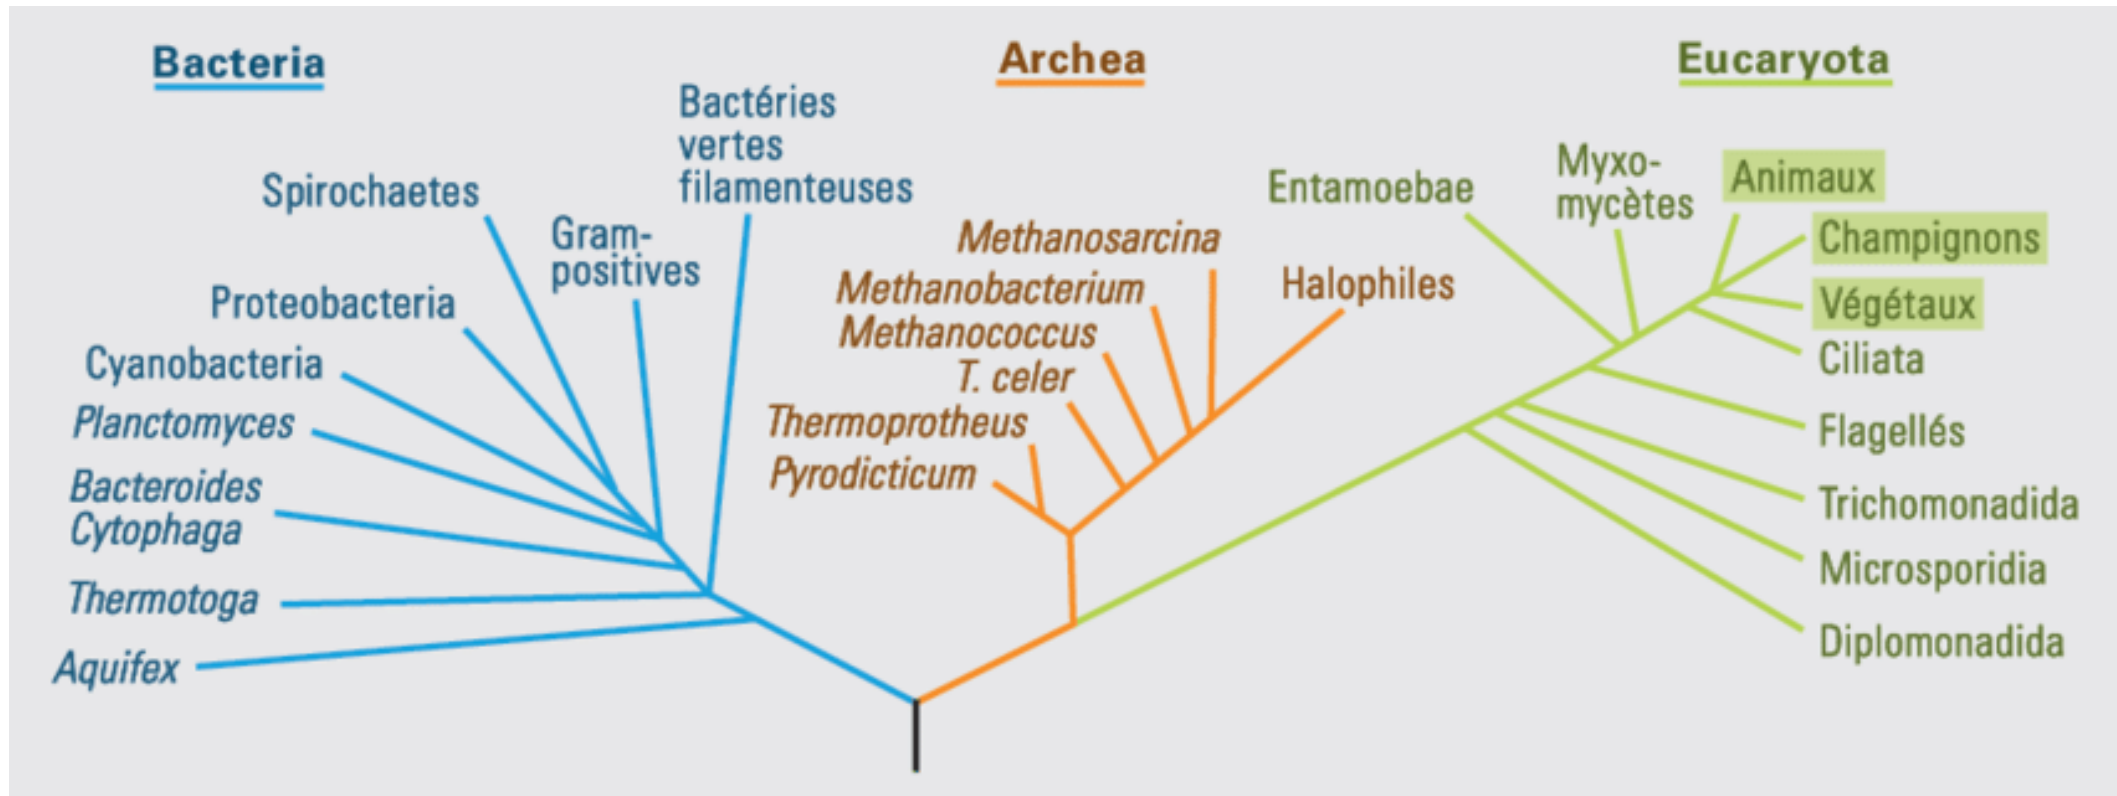 Bacteria
Archea
Eucaryota
Bactéries
vertes
filamenteuses
Spirochaetes
Gram-
positives
Proteobacteria
Cyanobacteria
Planctomyces
Bacteroides
Cytophaga
Thermotoga
Aquifex
Methanosarcina
Methanobacterium
Halophiles
Methanococcus
T. celer
Thermoprotheus
Pyrodicticum
Entamoebae
Myxo-
mycètes
Animaux
Champignons
Végétaux
Ciliata
Flagellés
Trichomonadida
Microsporidia
Diplomonadida